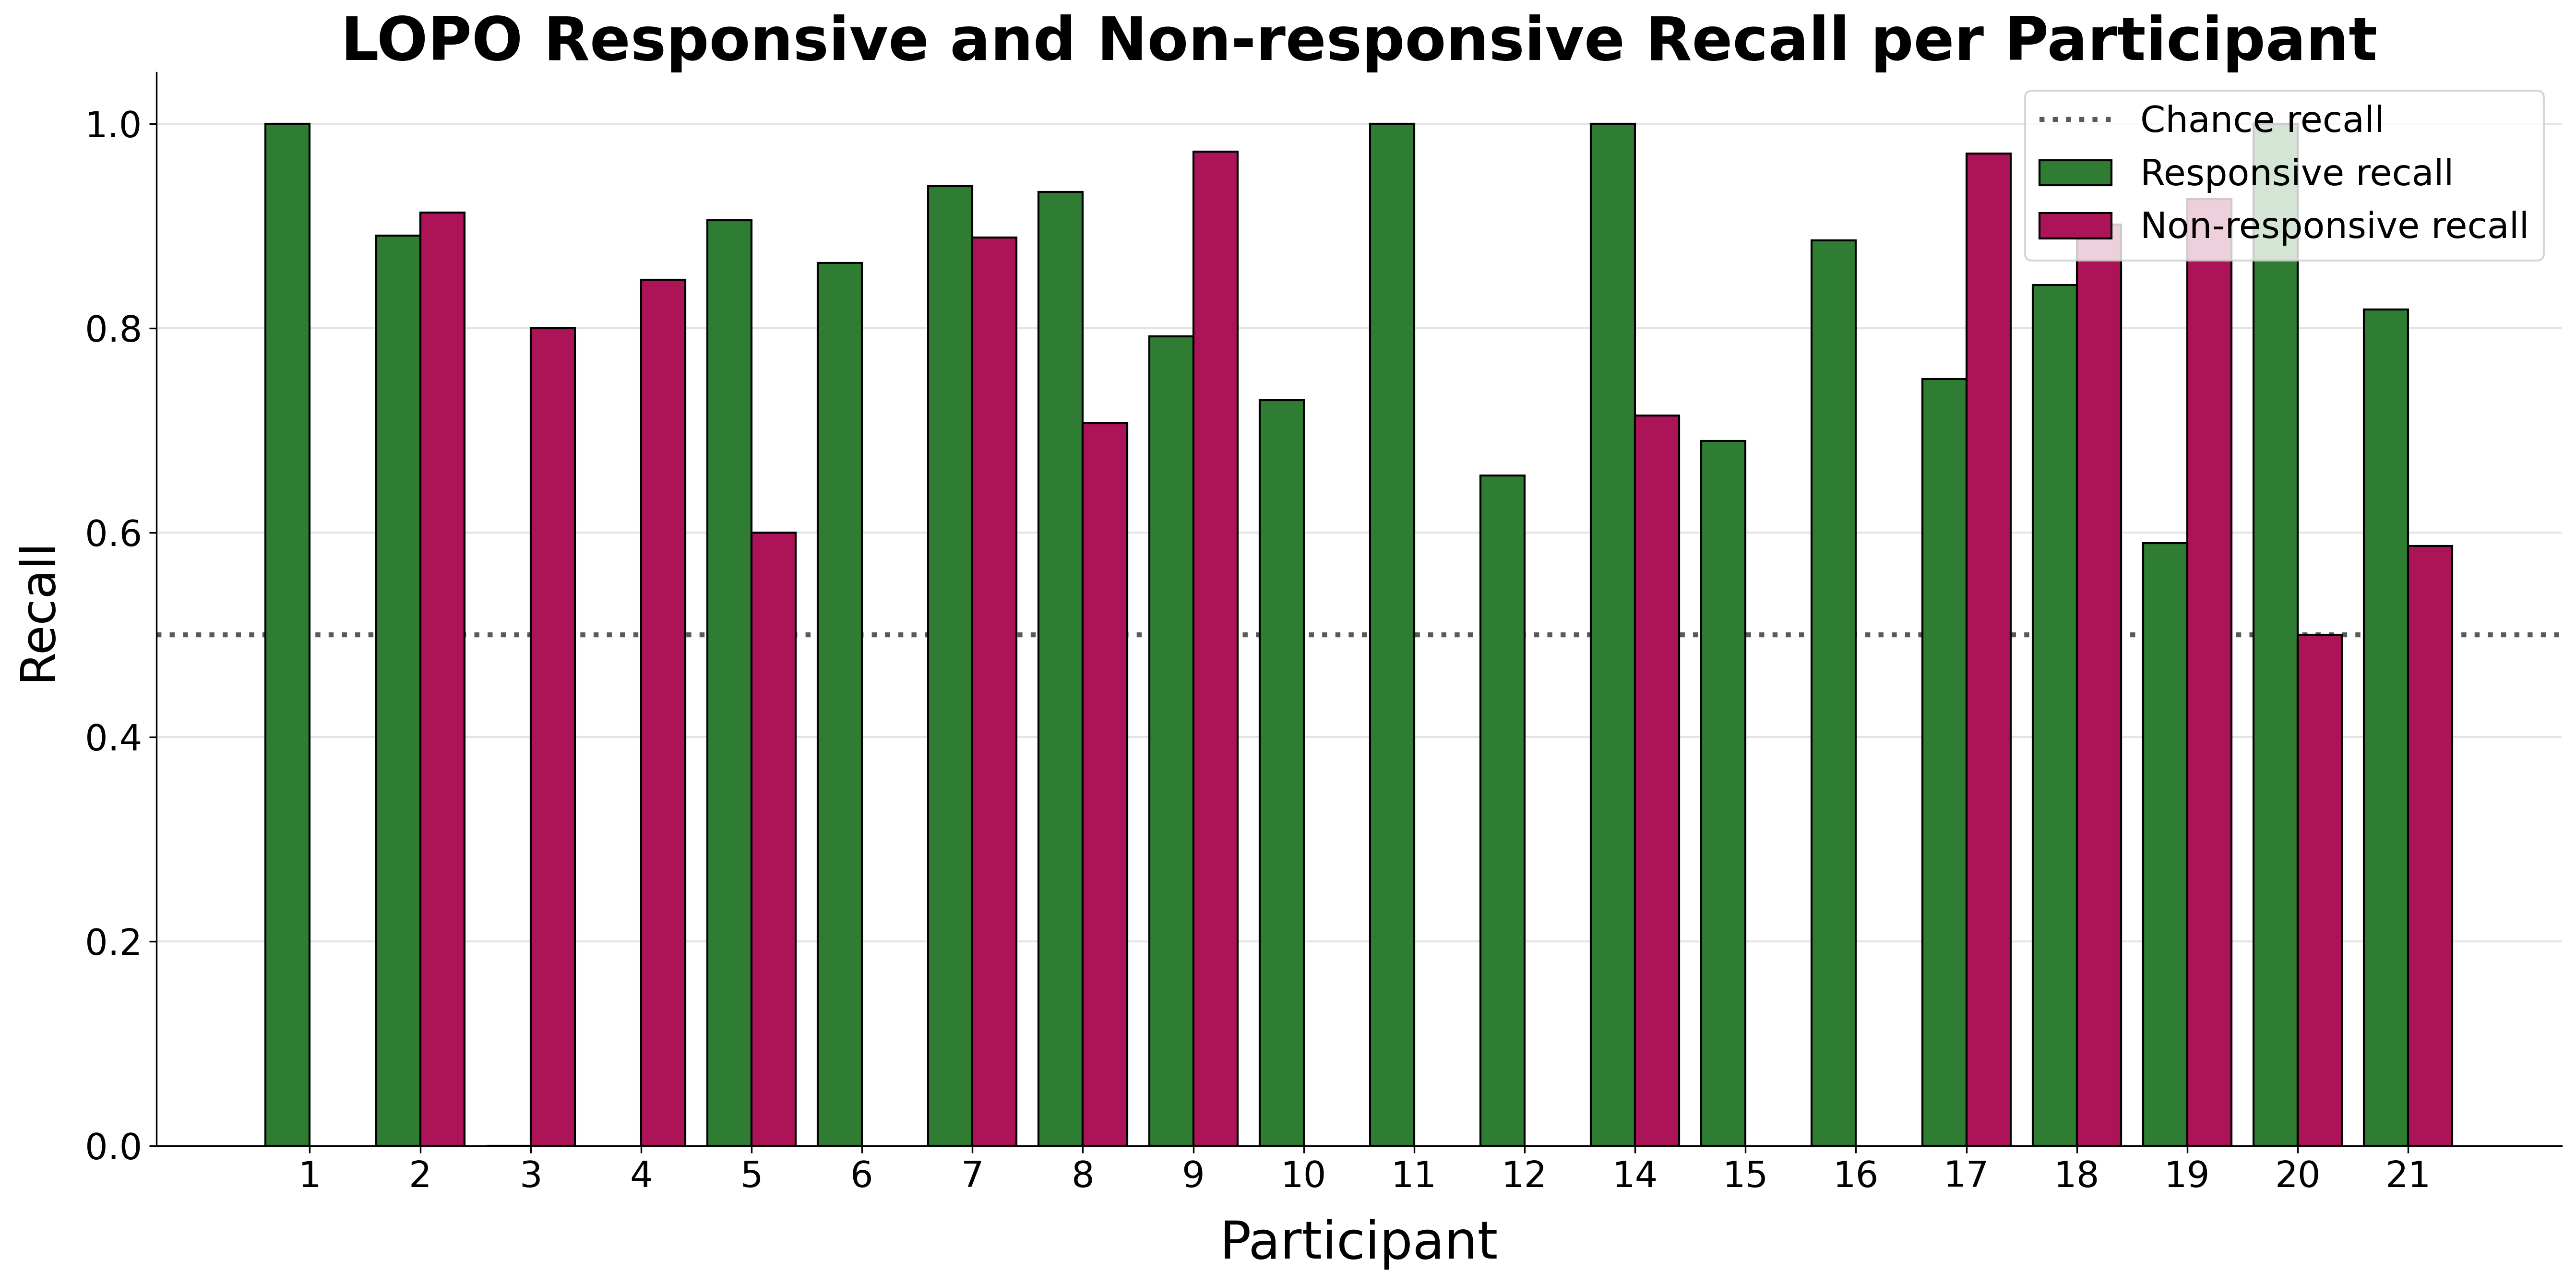 LOPO Responsive and Non-responsive Recall per Participant
Chance recall
Responsive recall
Non-responsive recall
1.0
0.8
0.6
0.4
0.2
0.0
Recall
1 2 3 4 5 6 7 8 9 10 11 12 14 15 16 17 18 19 20 21
Participant